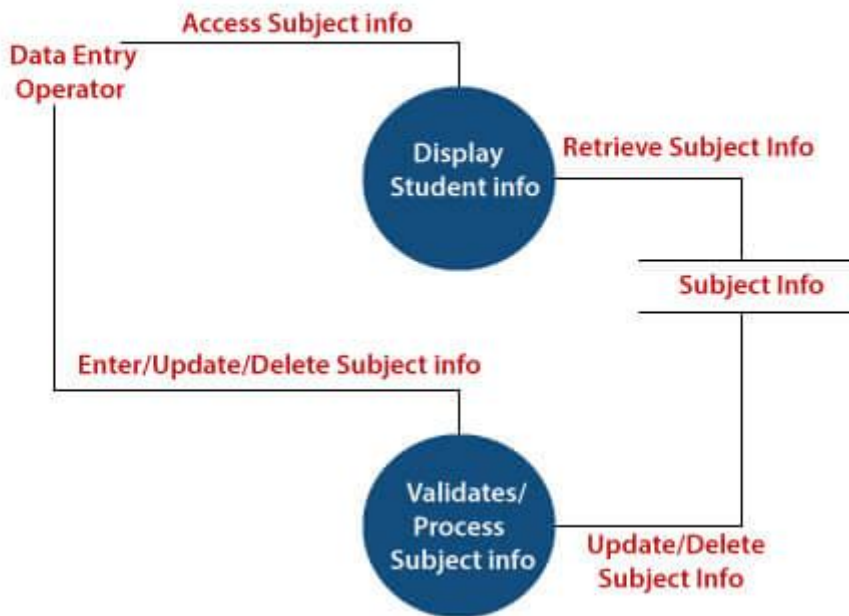 Access Subject info
Data Entry
Operator
Display
Student info
Retrieve Subject Info
Subject Info
Enter/Update/Delete Subject info
Validates/
Process
Subject info
Update/Delete
Subject Info